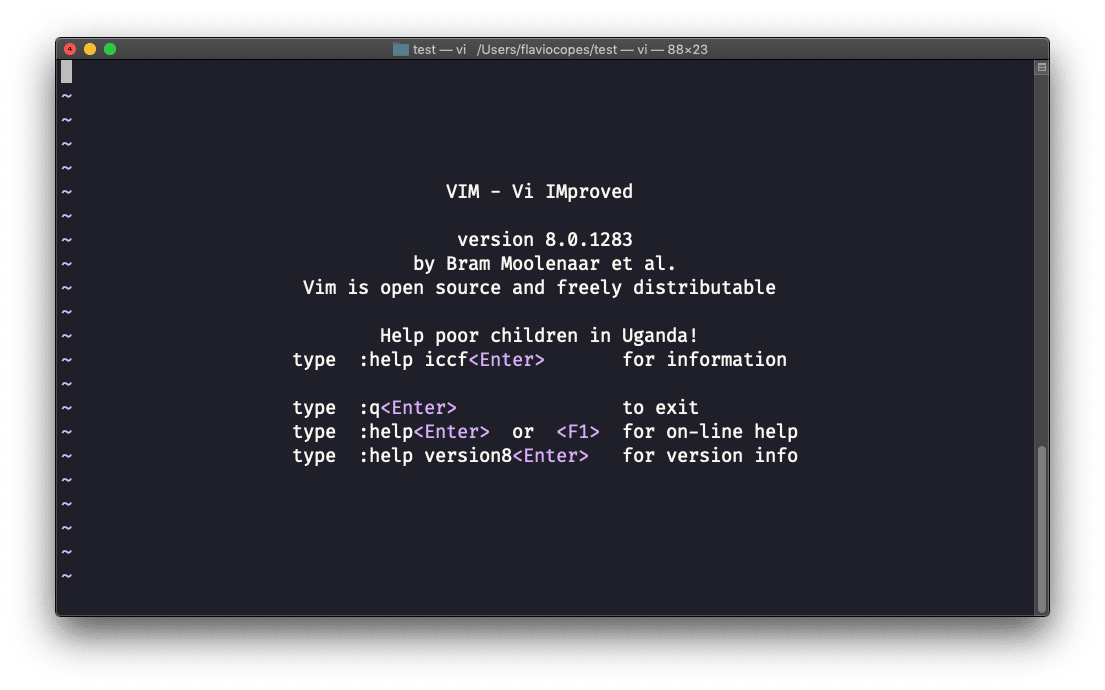 test — vi /Users/flaviocopes/test — vi — 88×23
~
~
~
~
~ VIM - Vi IMproved
~
~ version 8.0.1283
~ by Bram Moolenaar et al.
~ Vim is open source and freely distributable
~
~ Help poor children in Uganda!
~ type :help iccf<Enter> for information
~
~ type :q<Enter> to exit
~ type :help<Enter> or <F1> for on-line help
~ type :help version8<Enter> for version info
~
~
~
~
~